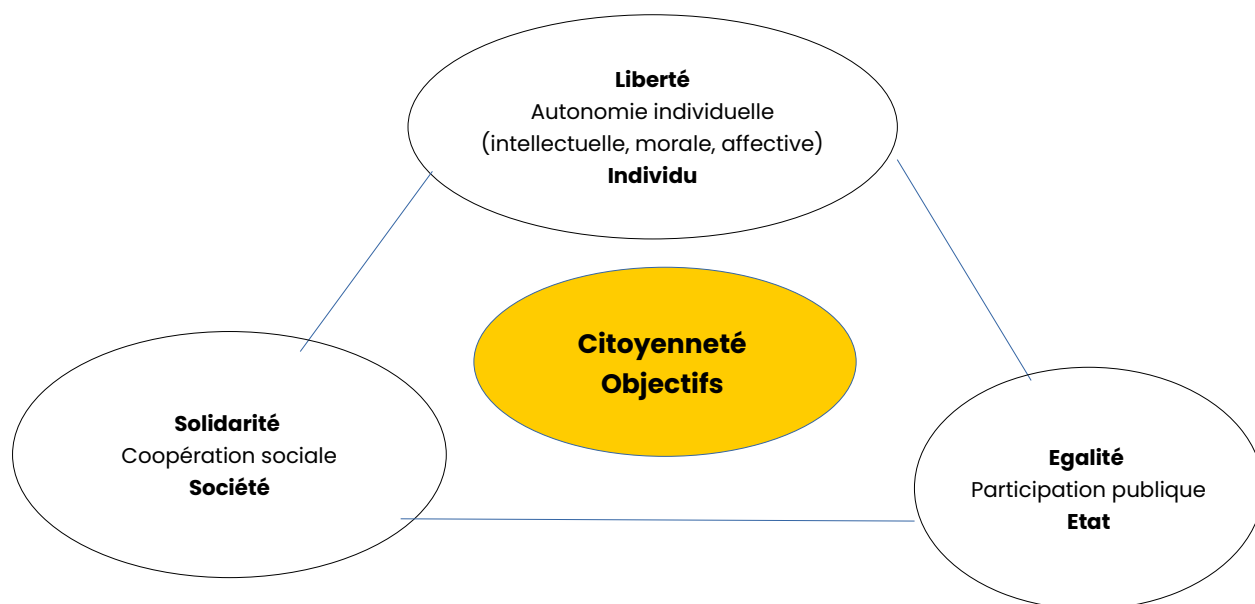 Liberté
Autonomie individuelle
(intellectuelle, morale, affective)
Individu
Citoyenneté
Objectifs
Solidarité
Coopération sociale
Société
Egalité
Participation publique
Etat